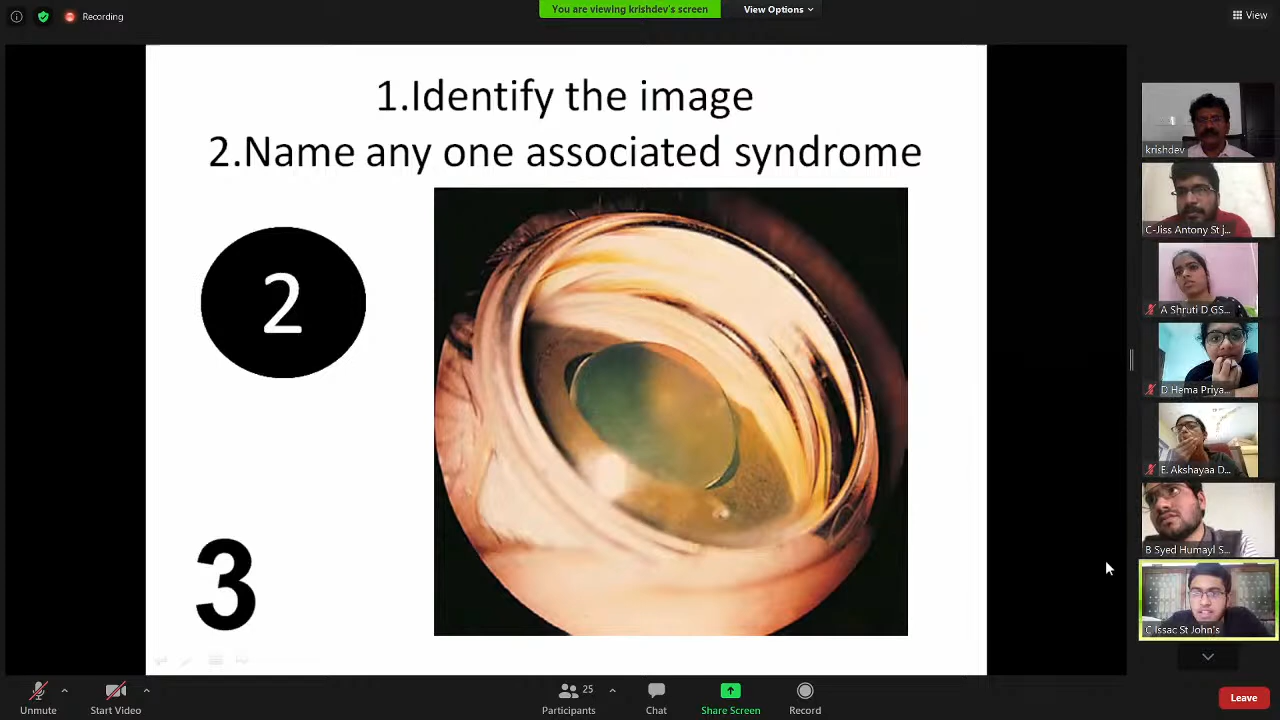 Recording
You are viewing krishdev's screen
View Options
View
1.Identify the image
2.Name any one associated syndrome
2
3
krishdev
C-Jiss Antony St j...
A Shruti D GS...
D Hema Priya...
E. Akshayaa D...
B Syed Humayl S...
C Issac St John's
Unmute
Start Video
25
Participants
Chat
Share Screen
Record
Leave